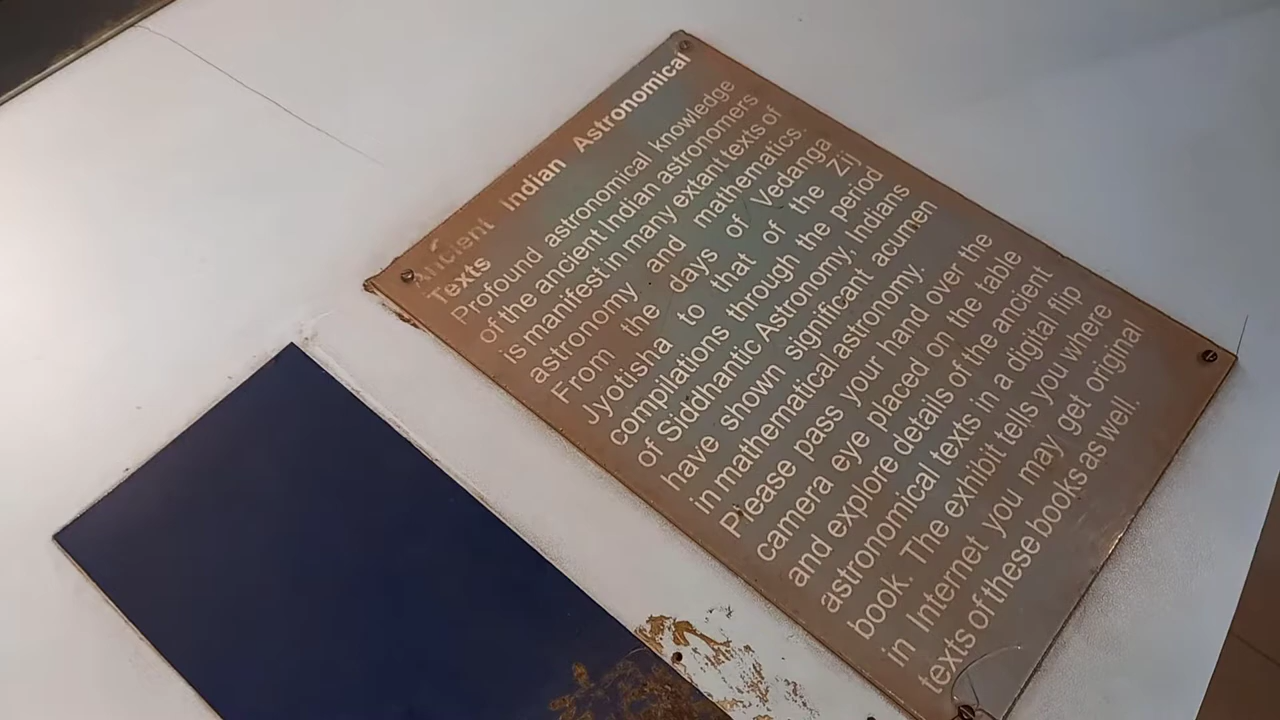 Ancient Indian Astronomical
Texts
Profound astronomical knowledge
of the ancient Indian astronomers
is manifest in many extant texts of
astronomy and mathematics.
From the days of Vedanga
Jyotisha to that of the Zij
compilations through the period
of Siddhantic Astronomy, Indians
have shown significant acumen
in mathematical astronomy.
Please pass your hand over the
camera eye placed on the table
and explore details of the ancient
astronomical texts in a digital flip
book. The exhibit tells you where
in Internet you may get original
texts of these books as well.